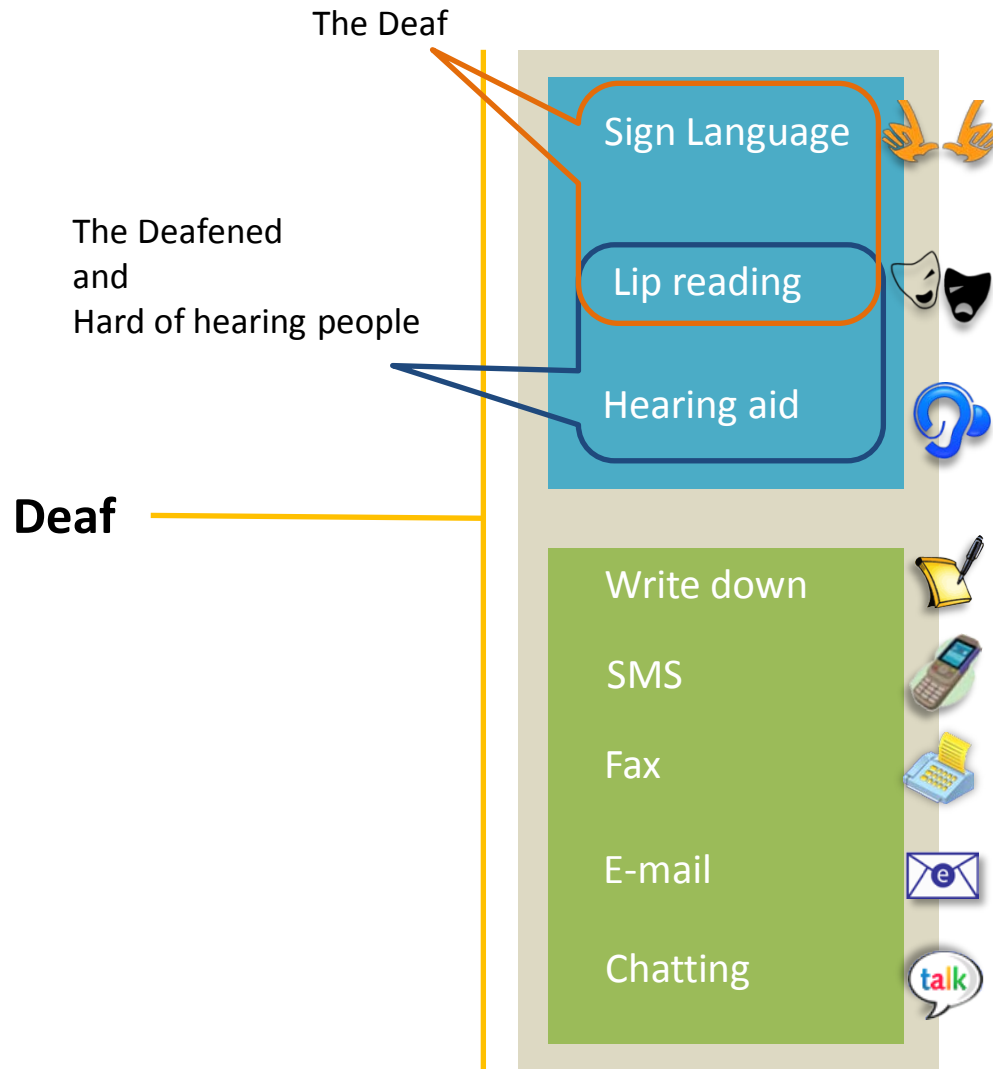 The Deaf
Sign Language
The Deafened
and
Hard of hearing people
Lip reading
Hearing aid
Deaf
Write down
SMS
Fax
E-mail
e
Chatting
talk